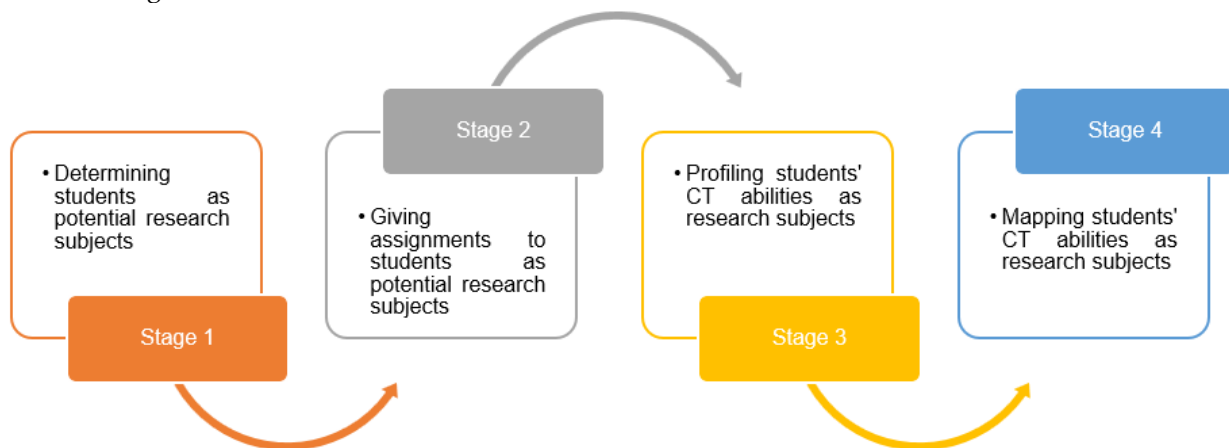 • Determining
students as
potential research
subjects
Stage 1
Stage 2
• Giving
assignments to
students as
potential research
subjects
• Profiling students'
CT abilities as
research subjects
Stage 3
Stage 4
• Mapping students'
CT abilities as
research subjects